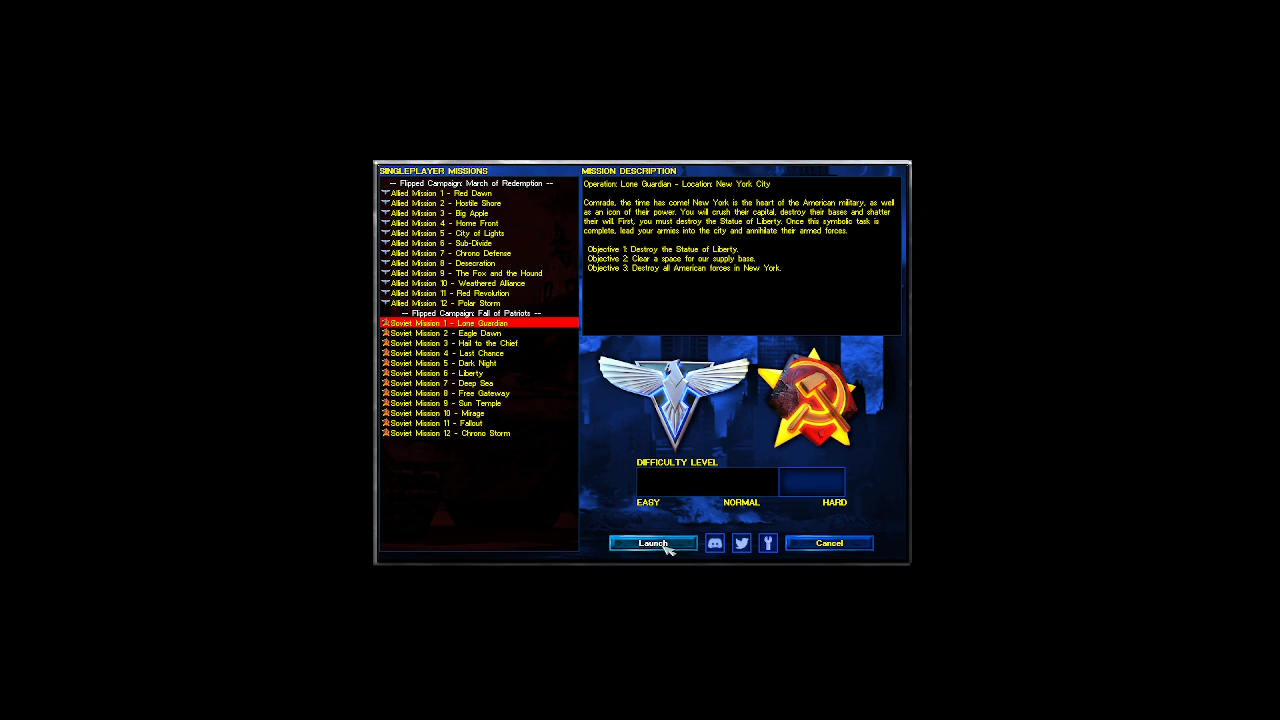 SINGLEPLAYER MISSIONS
-- Flipped Campaign: March of Redemption --
Allied Mission 1 - Red Dawn
Allied Mission 2 - Hostile Shore
Allied Mission 3 - Big Apple
Allied Mission 4 - Home Front
Allied Mission 5 - City of Lights
Allied Mission 6 - Sub-Divide
Allied Mission 7 - Chrono Defense
Allied Mission 8 - Desecration
Allied Mission 9 - The Fox and the Hound
Allied Mission 10 - Weathered Alliance
Allied Mission 11 - Red Revolution
Allied Mission 12 - Polar Storm
-- Flipped Campaign: Fall of Patriots --
Soviet Mission 1 - Lone Guardian
Soviet Mission 2 - Eagle Dawn
Soviet Mission 3 - Hail to the Chief
Soviet Mission 4 - Last Chance
Soviet Mission 5 - Dark Night
Soviet Mission 6 - Liberty
Soviet Mission 7 - Deep Sea
Soviet Mission 8 - Free Gateway
Soviet Mission 9 - Sun Temple
Soviet Mission 10 - Mirage
Soviet Mission 11 - Fallout
Soviet Mission 12 - Chrono Storm
MISSION DESCRIPTION
Operation: Lone Guardian - Location: New York City
Comrade, the time has come! New York is the heart of the American military, as well
as an icon of their power. You will crush their capital, destroy their bases and shatter
their will. First, you must destroy the Statue of Liberty. Once this symbolic task is
complete, lead your armies into the city and annihilate their armed forces.
Objective 1: Destroy the Statue of Liberty.
Objective 2: Clear a space for our supply base.
Objective 3: Destroy all American forces in New York.
DIFFICULTY LEVEL
EASY NORMAL HARD
Launch Cancel